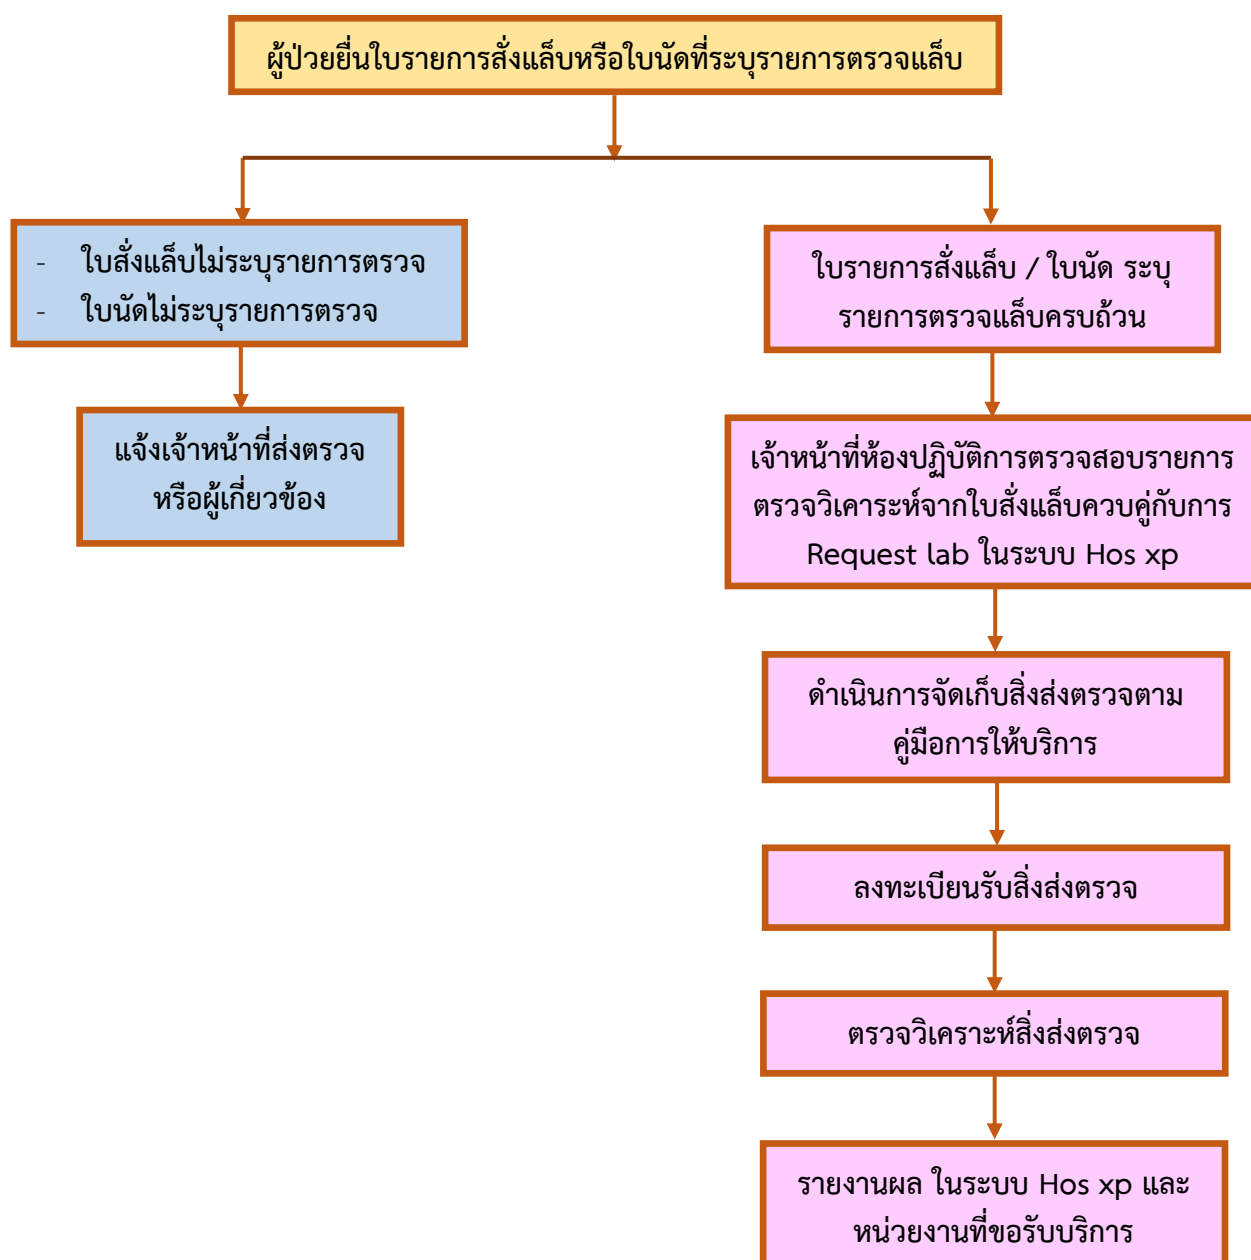 ผู้ป่วยยื่นใบรายการสั่งแล็บหรือใบนัดที่ระบุรายการตรวจแล็บ
- ใบสั่งแล็บไม่ระบุรายการตรวจ
- ใบนัดไม่ระบุรายการตรวจ
แจ้งเจ้าหน้าที่ส่งตรวจ
หรือผู้เกี่ยวข้อง
ใบรายการสั่งแล็บ / ใบนัด ระบุ
รายการตรวจแล็บครบถ้วน
เจ้าหน้าที่ห้องปฏิบัติการตรวจสอบรายการ
ตรวจวิเคาระห์จากใบสั่งแล็บควบคู่กับการ
Request lab ในระบบ Hos xp
ดำเนินการจัดเก็บสิ่งส่งตรวจตาม
คู่มือการให้บริการ
ลงทะเบียนรับสิ่งส่งตรวจ
ตรวจวิเคราะห์สิ่งส่งตรวจ
รายงานผล ในระบบ Hos xp และ
หน่วยงานที่ขอรับบริการ